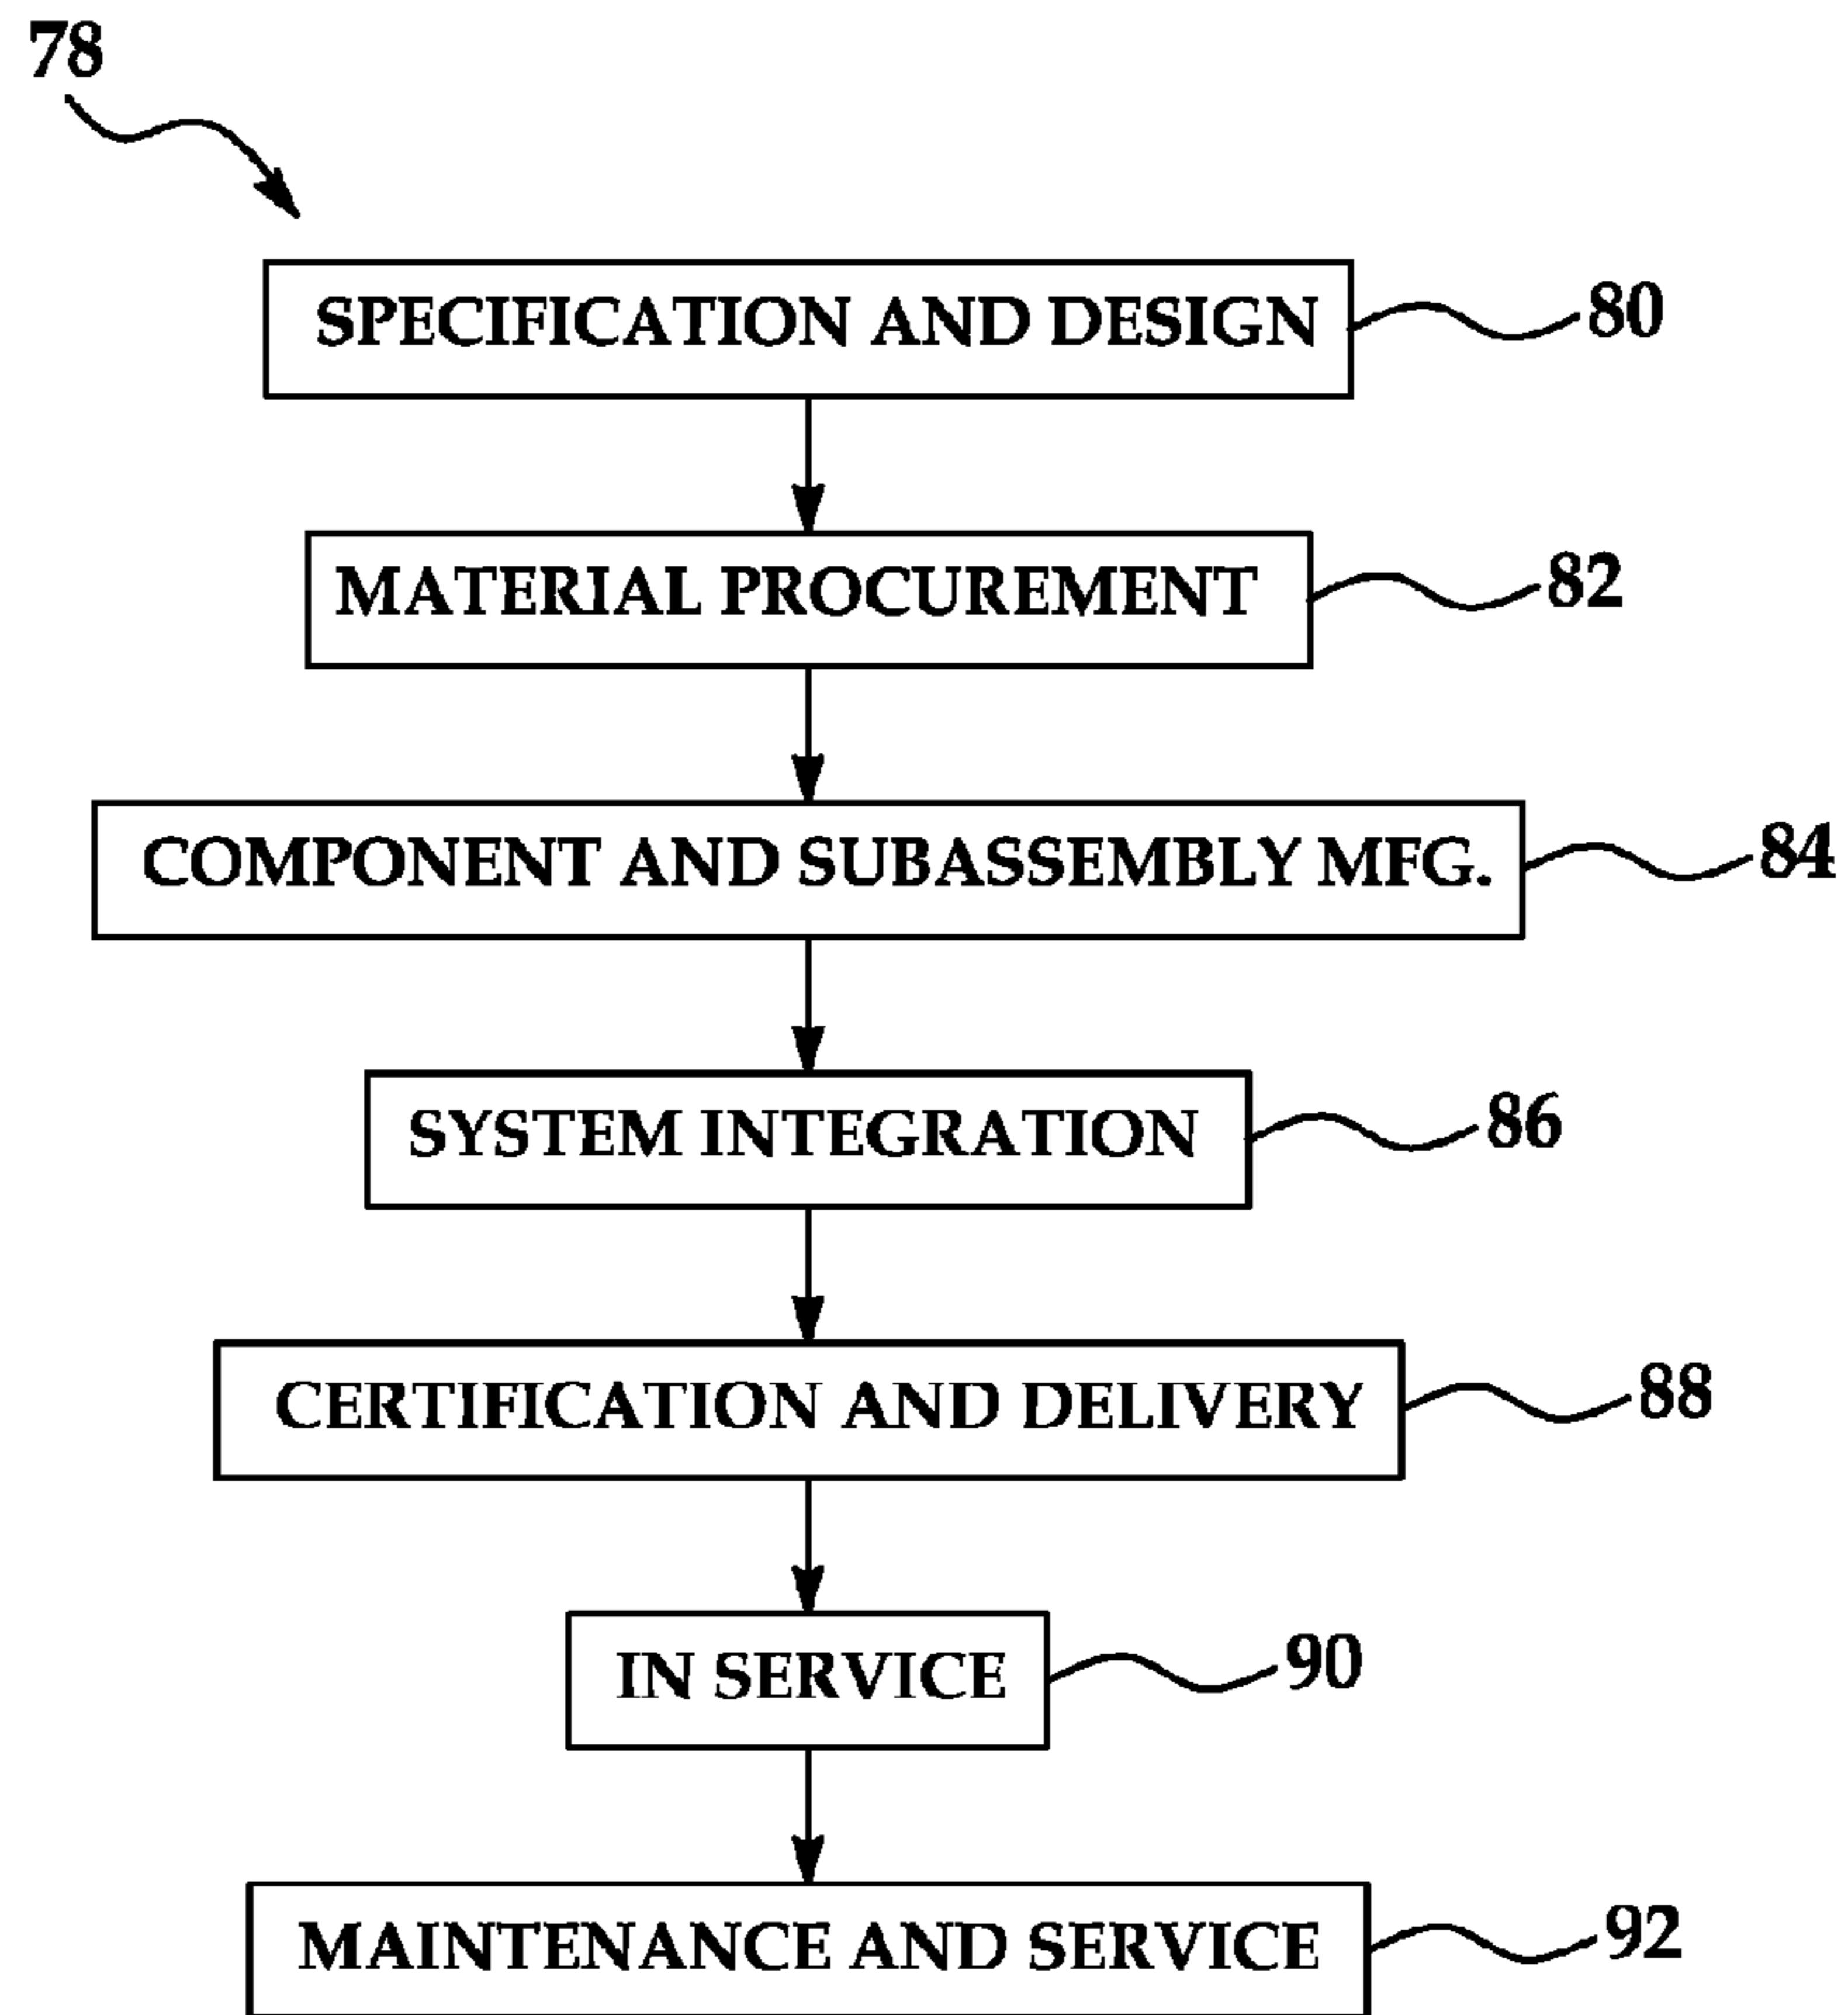 78
SPECIFICATION AND DESIGN 80
MATERIAL PROCUREMENT 82
COMPONENT AND SUBASSEMBLY MFG. 84
SYSTEM INTEGRATION 86
CERTIFICATION AND DELIVERY 88
IN SERVICE 90
MAINTENANCE AND SERVICE 92